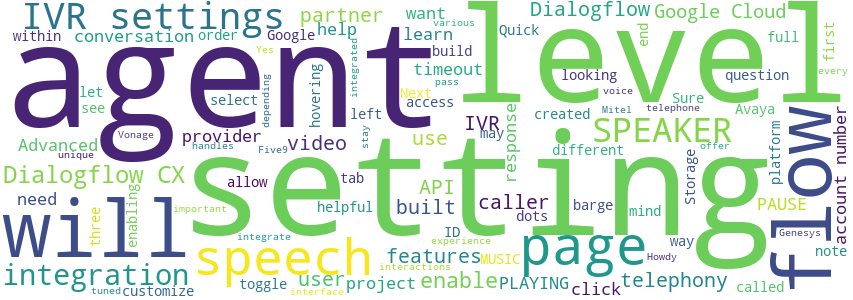 IVR settings
partner
Dialogflow
Google Cloud
want
various
Quick
end
full
first
within
conversation
order
Google
help
learn
build
Yes
integrated
agent
level
let
see
select
depending
hovering
timeout
pass
Next
access
looking
voice
question
every
left
created
Mitel
telephone
Sure
Avaya
Vonage
provider
video
IVR
may
use
SPEAKER
Advanced
unique
handles
Five9
stay
response
different
offer
platform
flow
account number
Dialogflow CX
allow
tab
API
setting
storage
need
will
three
enabling
important
helpful
built
caller
dots
barge
mind
PAUSE
Genesys
integrate
ID
experience
way
note
speech
features
interactions
MUSIC
page
Howdy
integration
toggle
user
project
enable
PLAYING
click
telephony
called
tuned
customize
interface